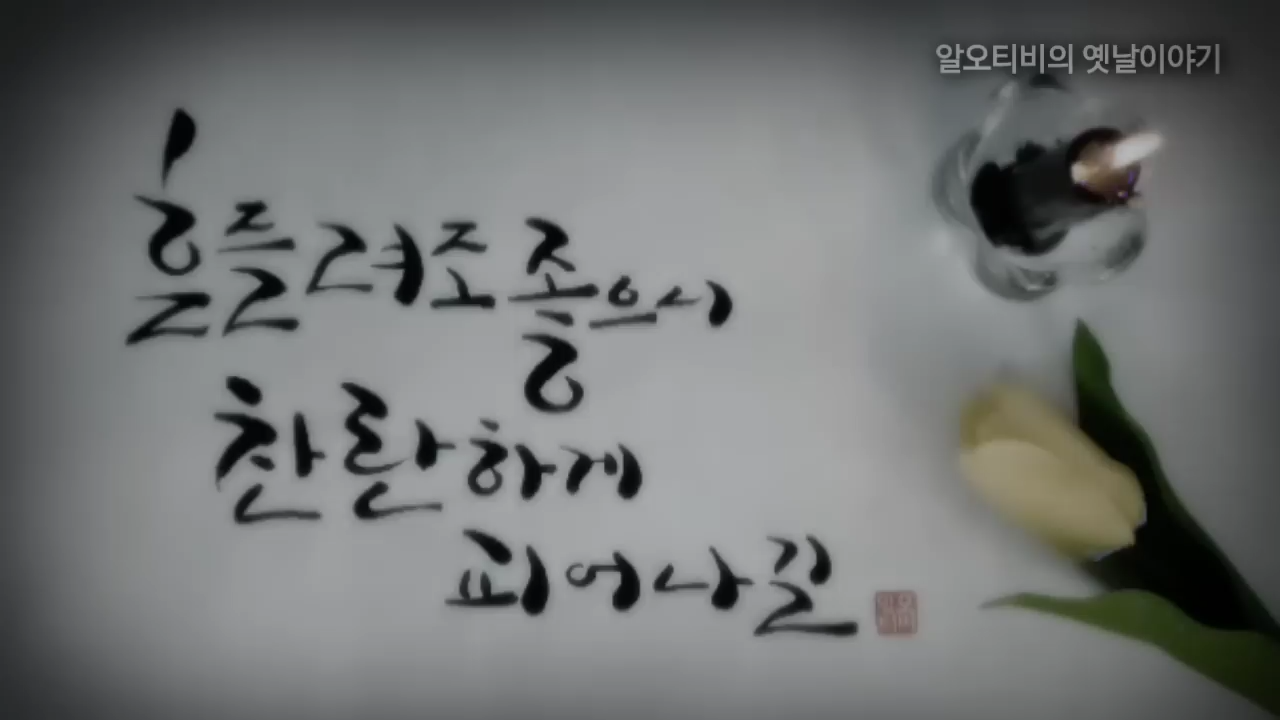 알오티비의 옛날이야기
흔들려조 좋으니
찬란하게
피어나길